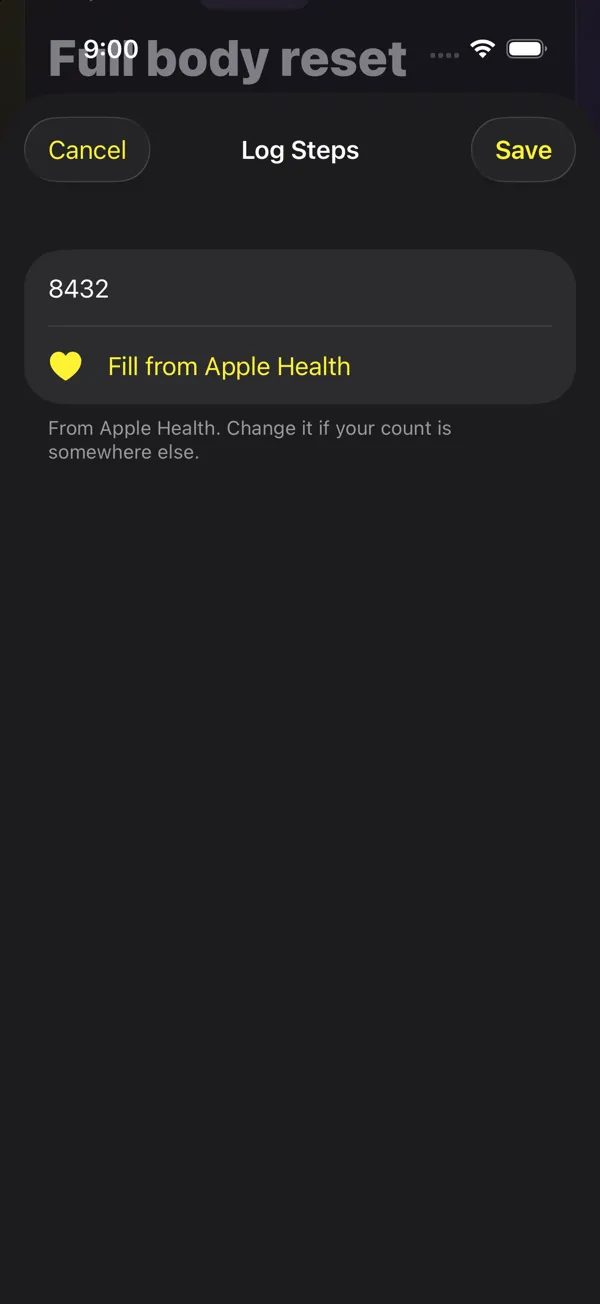 Full body reset
9:00
Cancel
Log Steps
Save
8432
Fill from Apple Health
From Apple Health. Change it if your count is
somewhere else.